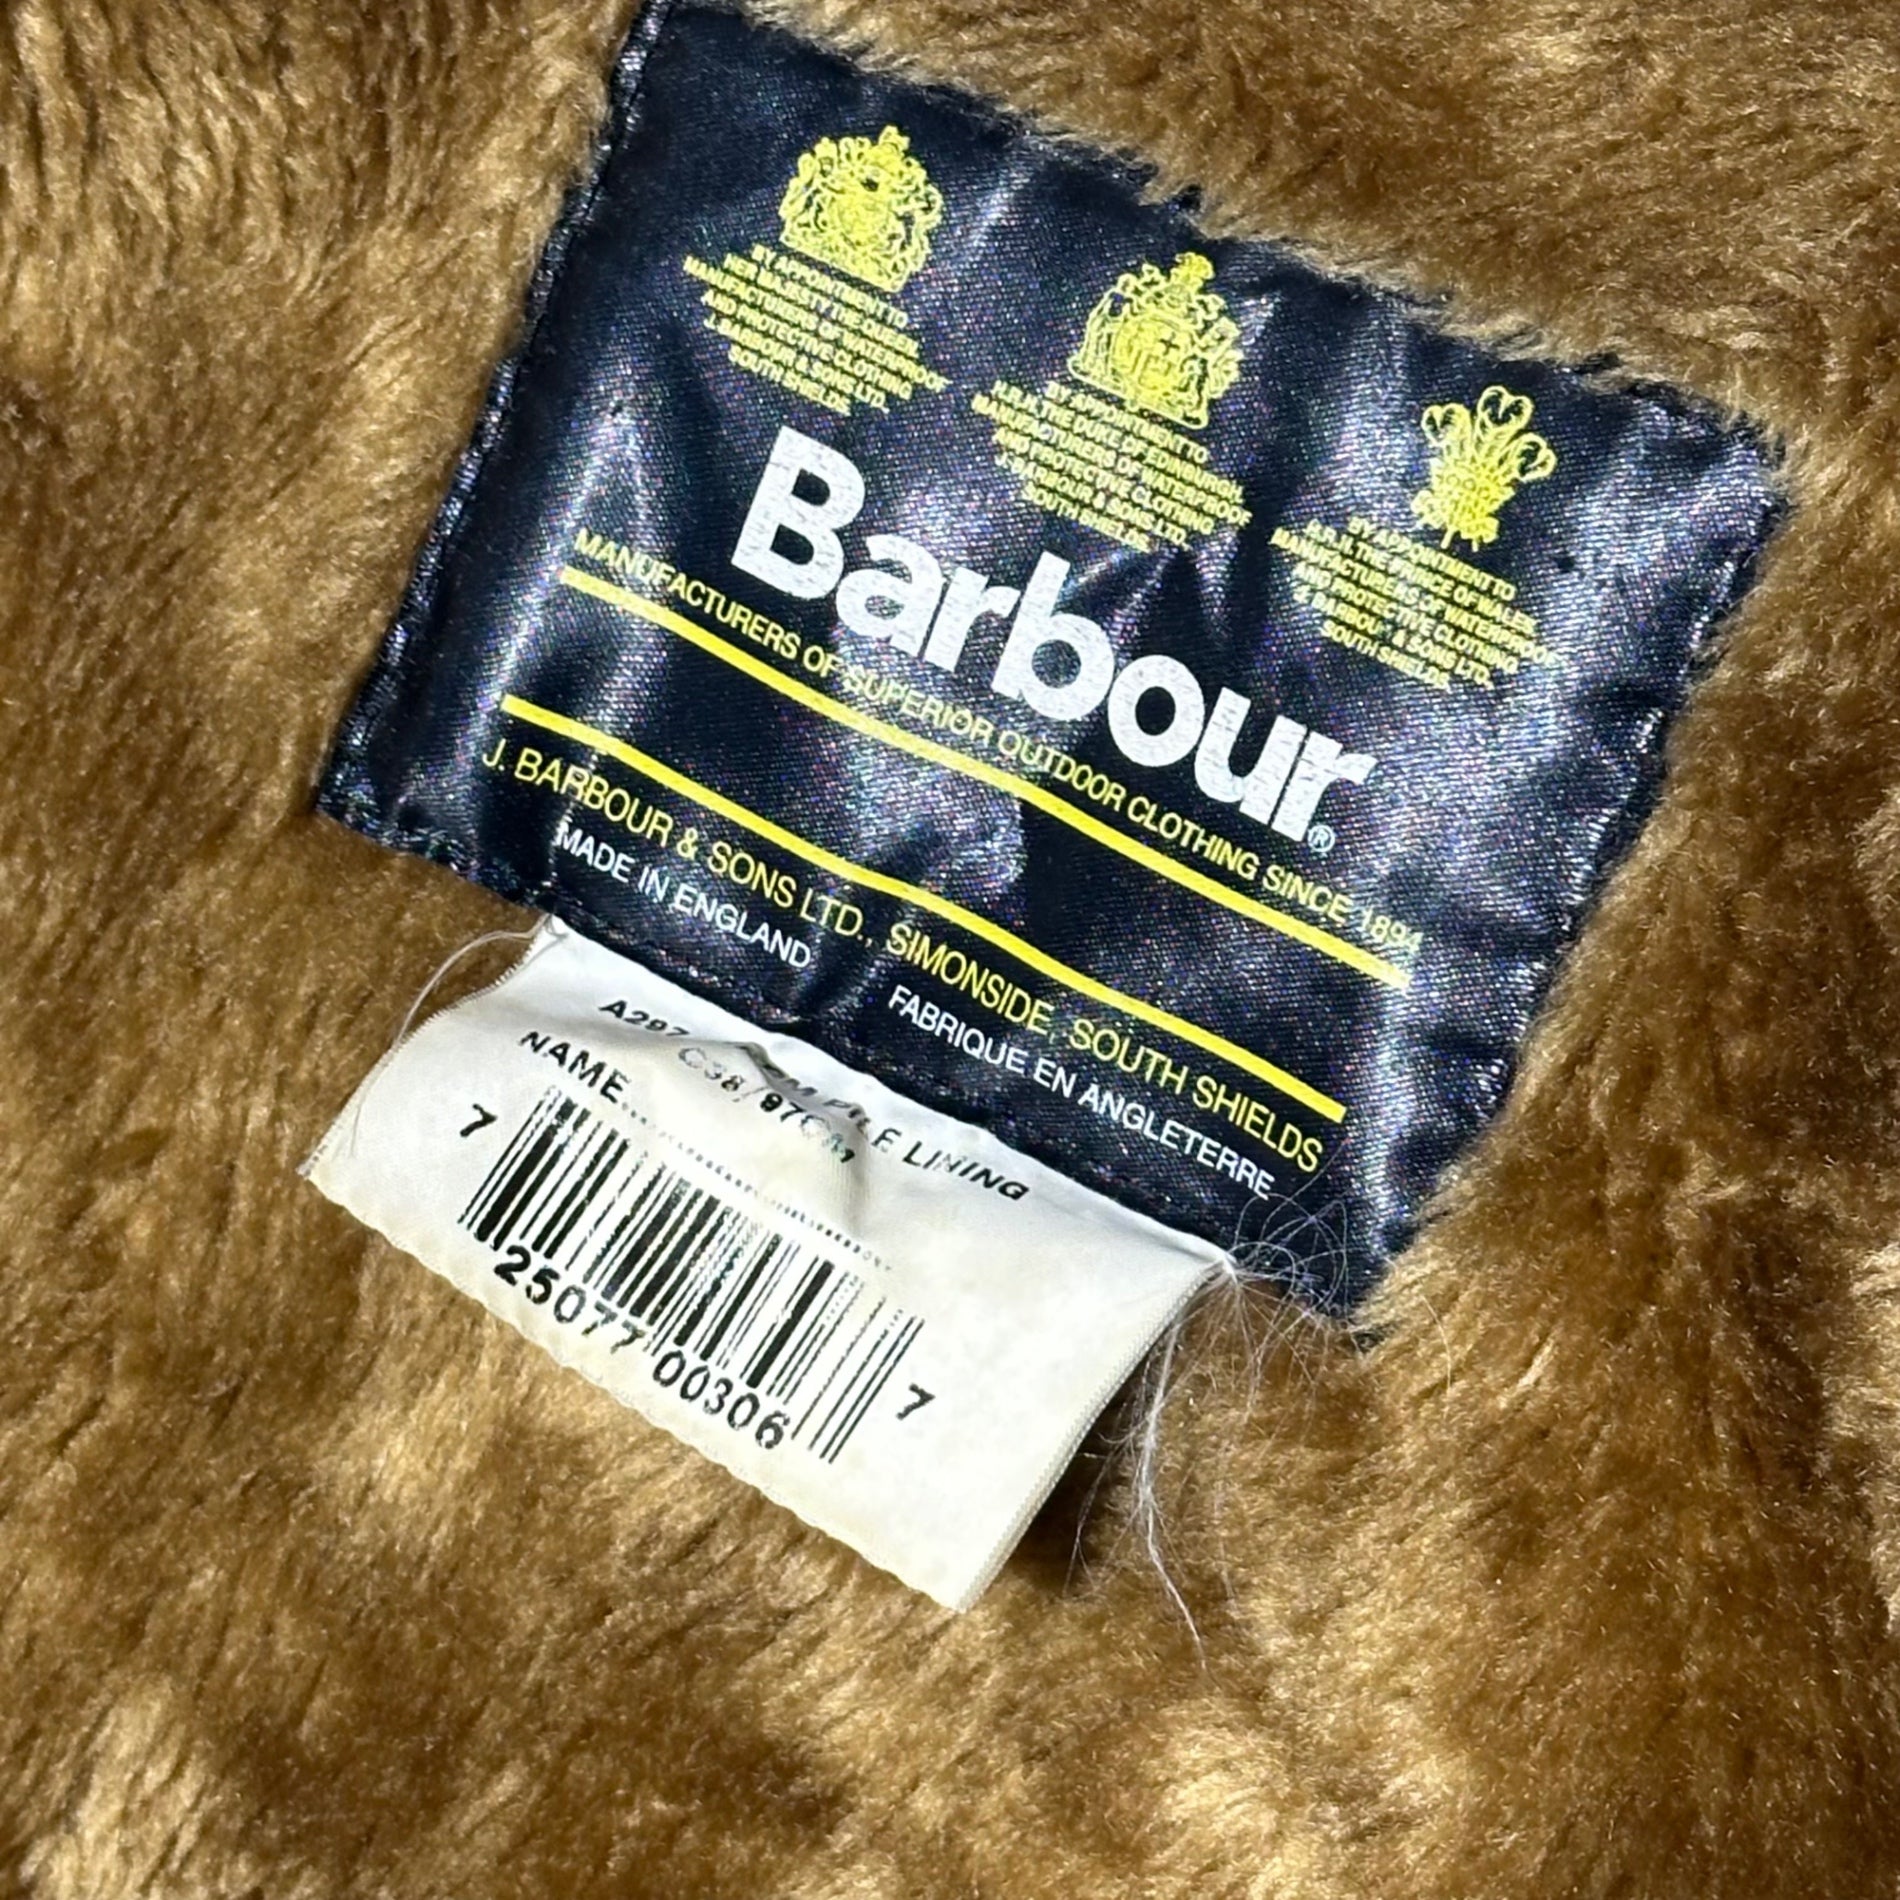 BY APPOINTMENT TO
HER MAJESTY THE QUEEN
MANUFACTURERS OF WATERPROOF
AND PROTECTIVE CLOTHING
J. BARBOUR & SONS LTD.
SOUTH SHIELDS.
BY APPOINTMENT TO
H.R.H. THE DUKE OF EDINBURGH,
MANUFACTURERS OF WATERPROOF
AND PROTECTIVE CLOTHING
J. BARBOUR & SONS LTD.
SOUTH SHIELDS.
BY APPOINTMENT TO
H.R.H. THE PRINCE OF WALES,
MANUFACTURERS OF WATERPROOF
AND PROTECTIVE CLOTHING
J. BARBOUR & SONS LTD.
SOUTH SHIELDS.
Barbour®
MANUFACTURERS OF SUPERIOR OUTDOOR CLOTHING SINCE 1894
J. BARBOUR & SONS LTD., SIMONSIDE, SOUTH SHIELDS
MADE IN ENGLAND FABRIQUE EN ANGLETERRE
A297 PILE LINING
C38/97CM
NAME
7 25077 00306 7